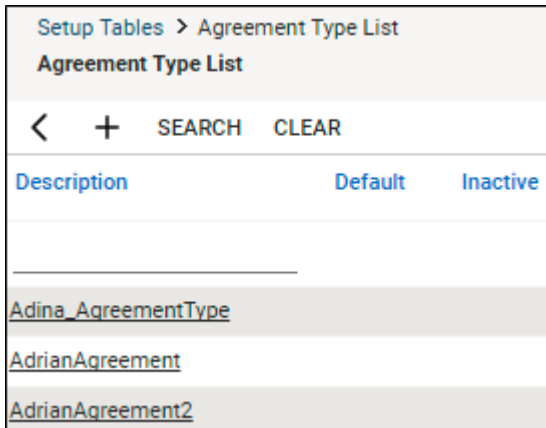 Setup Tables > Agreement Type List
Agreement Type List
< + SEARCH CLEAR
Description Default Inactive
Adina_AgreementType
AdrianAgreement
AdrianAgreement2